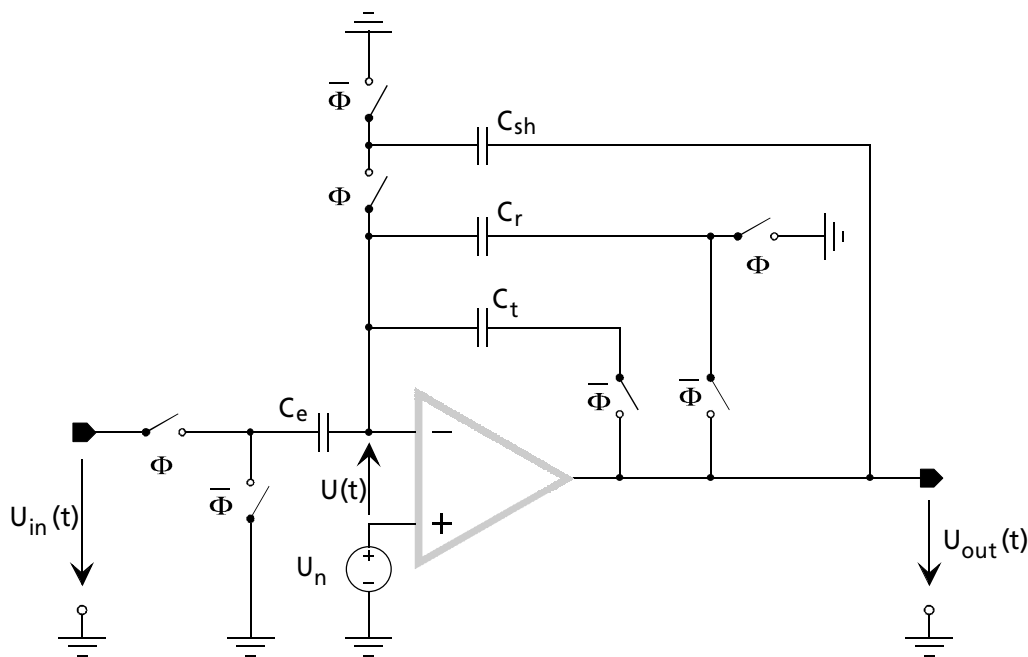 Φ̅
C_sh
Φ
C_r
Φ
C_t
Φ̅
Φ̅
C_e
−
Φ
Φ̅
U(t)
+
U_in(t)
U_n
+
−
U_out(t)